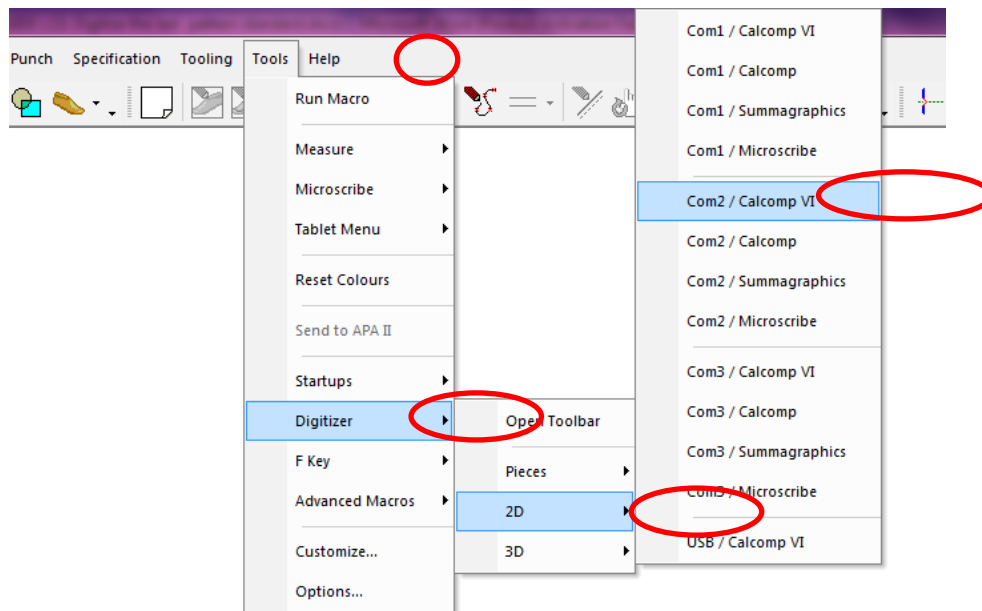 Punch Specification Tooling Tools Help
Run Macro
Measure
Microscribe
Tablet Menu
Reset Colours
Send to APA II
Startups
Digitizer
F Key
Advanced Macros
Customize...
Options...
Open Toolbar
Pieces
2D
3D
Com1 / Calcomp VI
Com1 / Calcomp
Com1 / Summagraphics
Com1 / Microscribe
Com2 / Calcomp VI
Com2 / Calcomp
Com2 / Summagraphics
Com2 / Microscribe
Com3 / Calcomp VI
Com3 / Calcomp
Com3 / Summagraphics
Com3 / Microscribe
USB / Calcomp VI